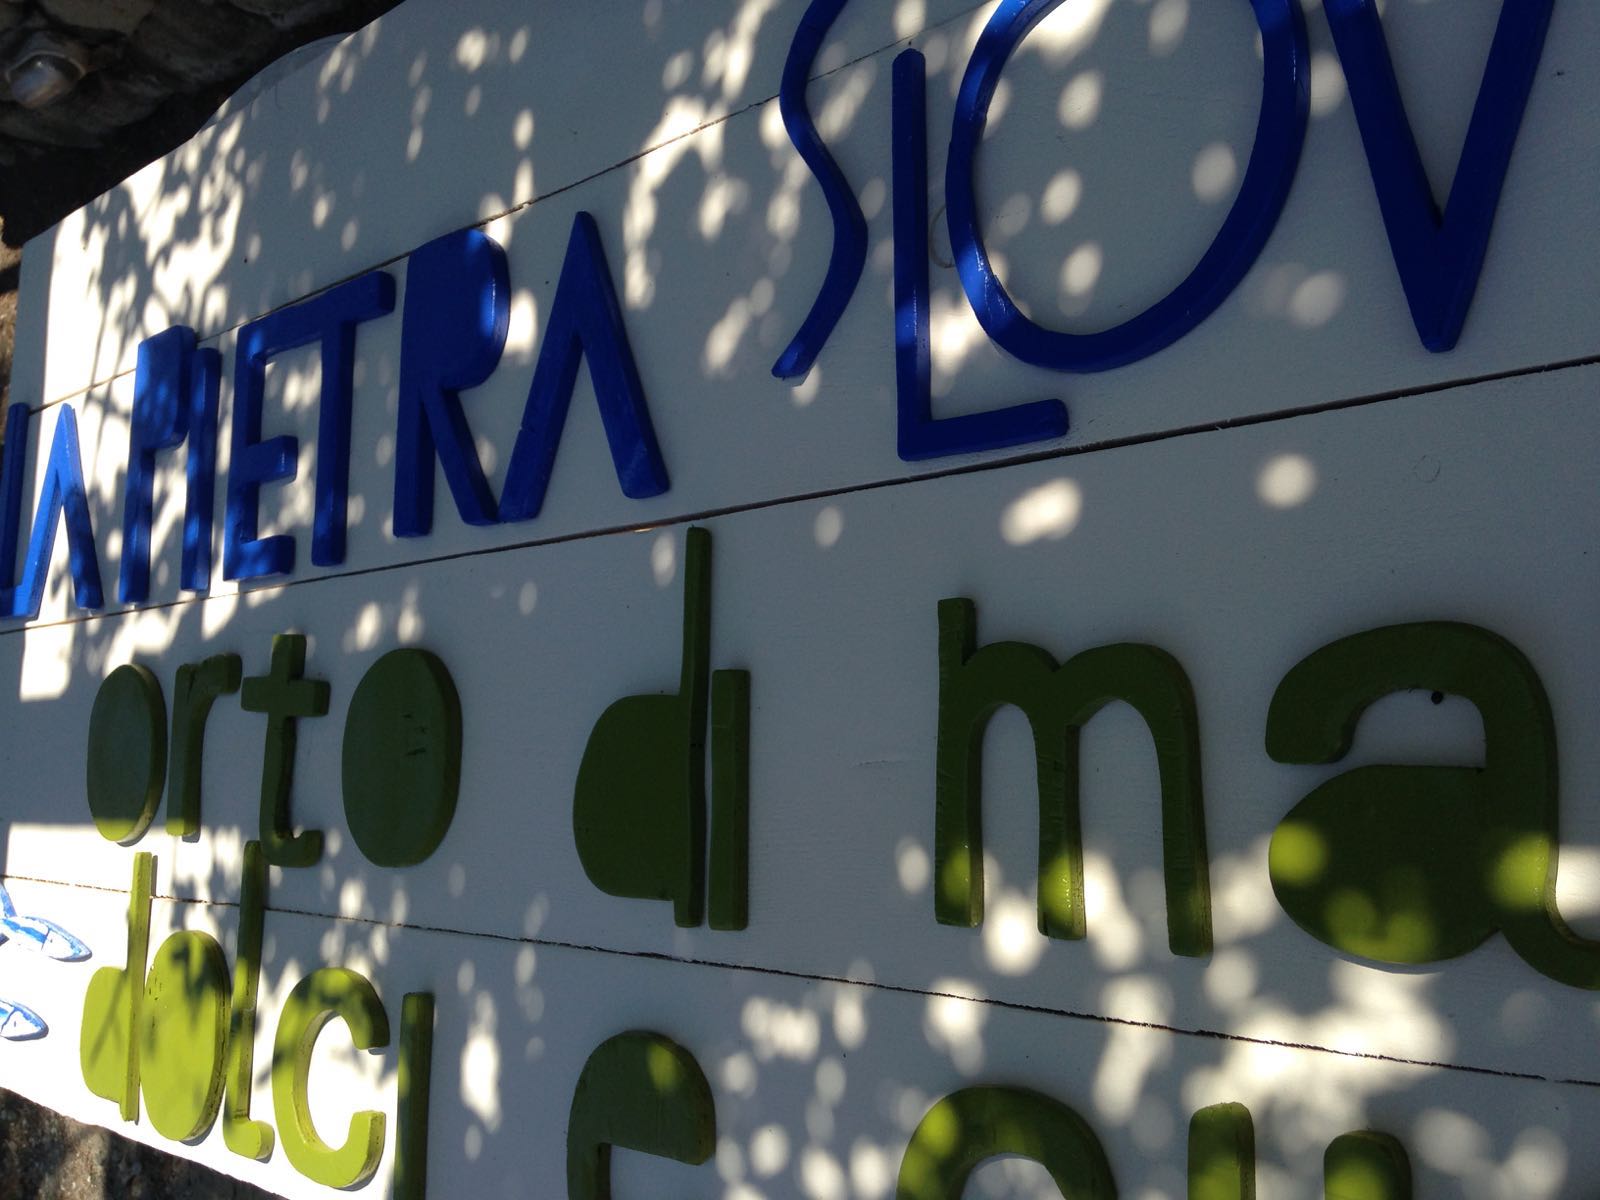 LA PIETRA SLOV
orto di ma
dolci e